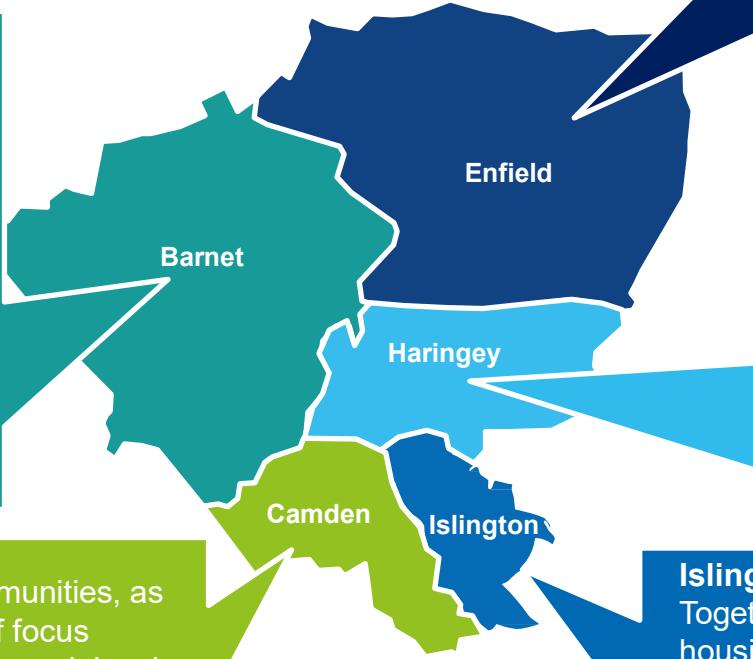 Enfield
Barnet
Haringey
Camden
Islington
munities, as
f focus
Isling
Toget
housi